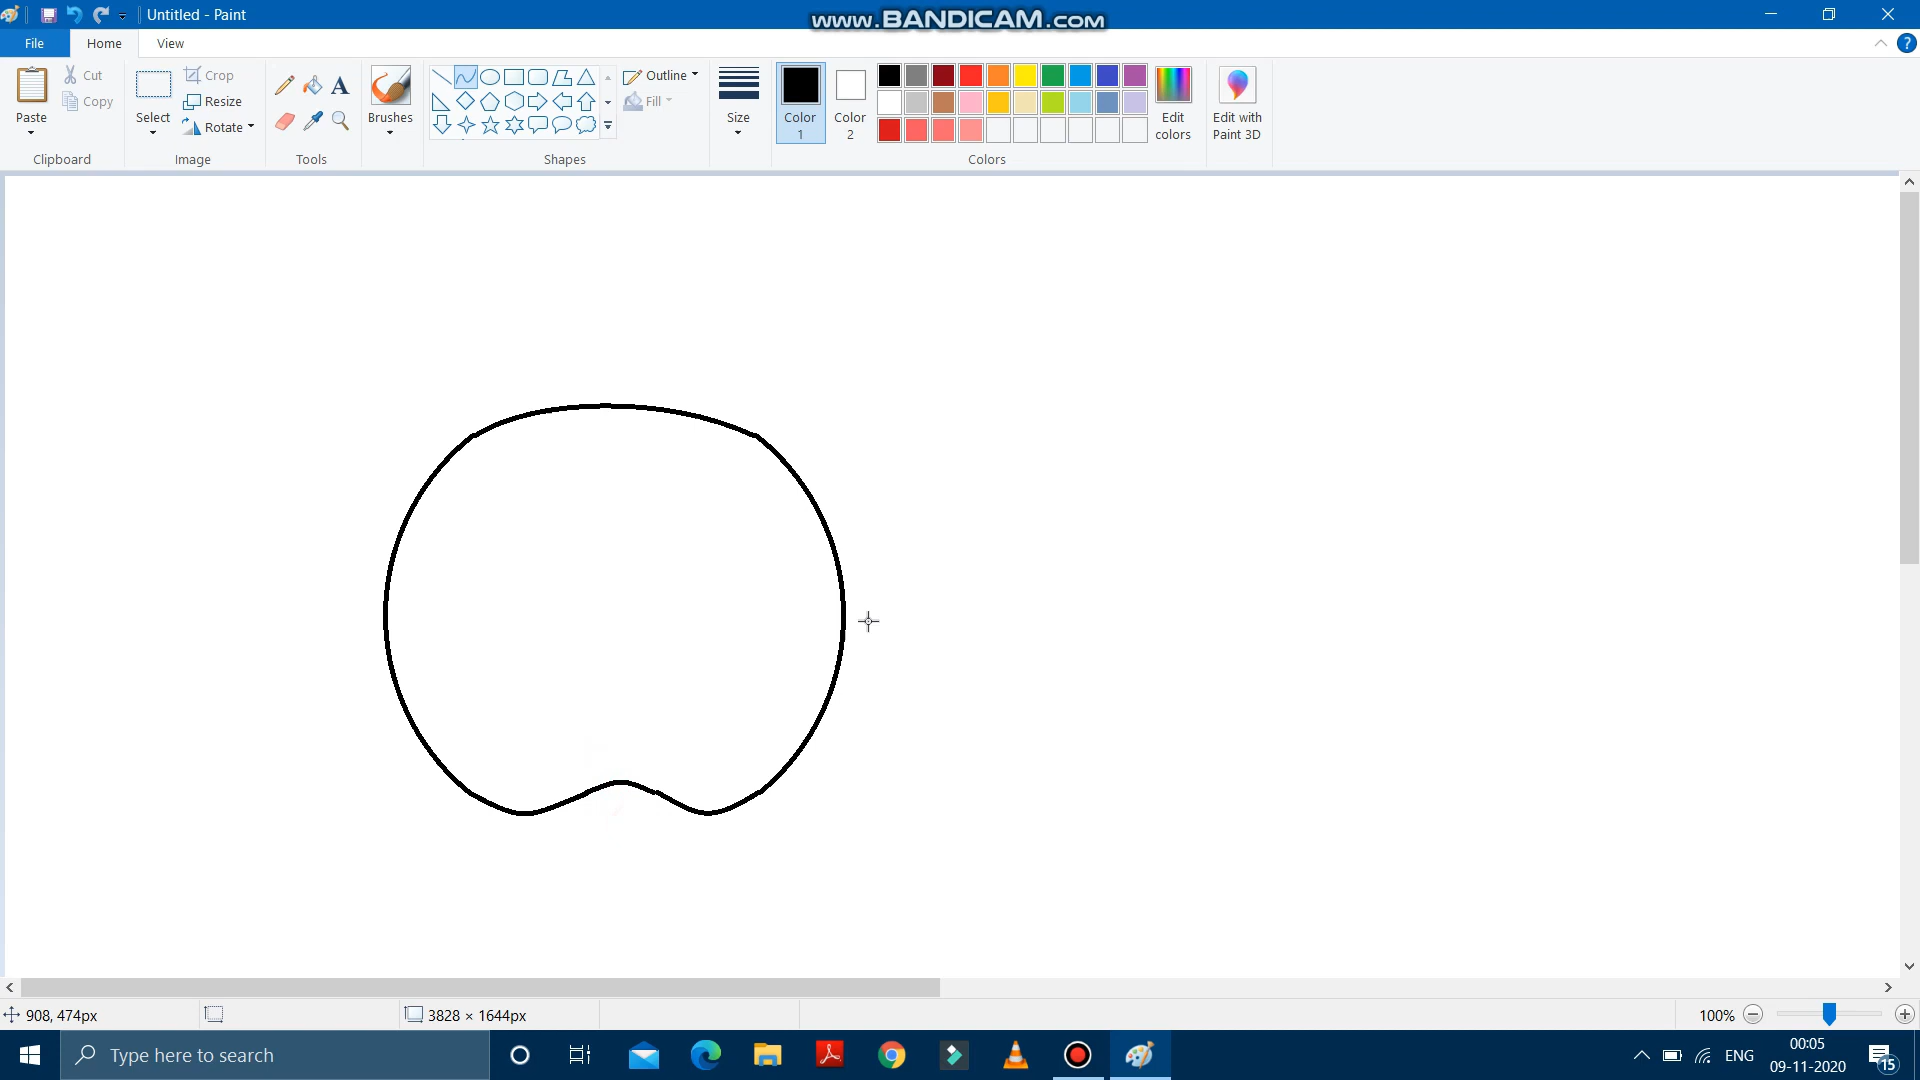 Untitled - Paint
www.BANDICAM.com
File
Home
View
?
Paste
Cut
Copy
Clipboard
Select
Crop
Resize
Rotate
Image
A
Tools
Brushes
Outline
Fill
Shapes
Size
Color
1
Color
2
Colors
Edit
colors
Edit with
Paint 3D
908, 474px
3828 × 1644px
100%
Type here to search
ENG
00:05
09-11-2020
15